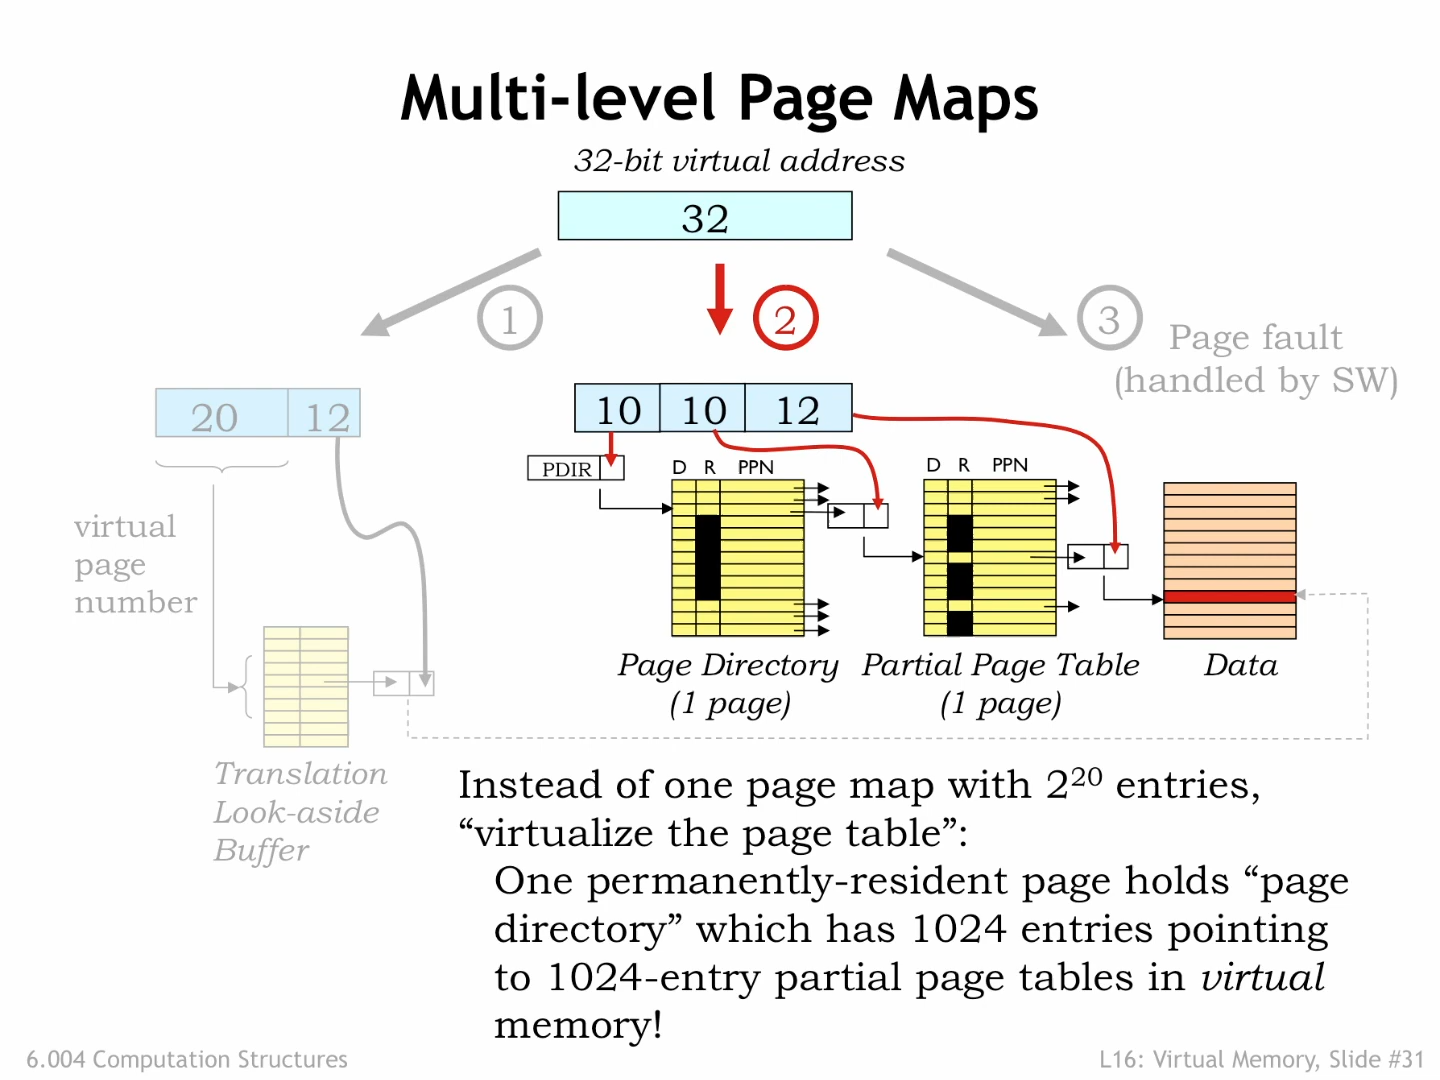 Multi-level Page Maps
32-bit virtual address
32
1
2
3
Page fault
(handled by SW)
20 12
10 10 12
PDIR
D R PPN
D R PPN
virtual
page
number
Page Directory
(1 page)
Partial Page Table
(1 page)
Data
Translation
Look-aside
Buffer
Instead of one page map with 2²⁰ entries,
“virtualize the page table”:
One permanently-resident page holds “page
directory” which has 1024 entries pointing
to 1024-entry partial page tables in virtual
memory!
6.004 Computation Structures
L16: Virtual Memory, Slide #31